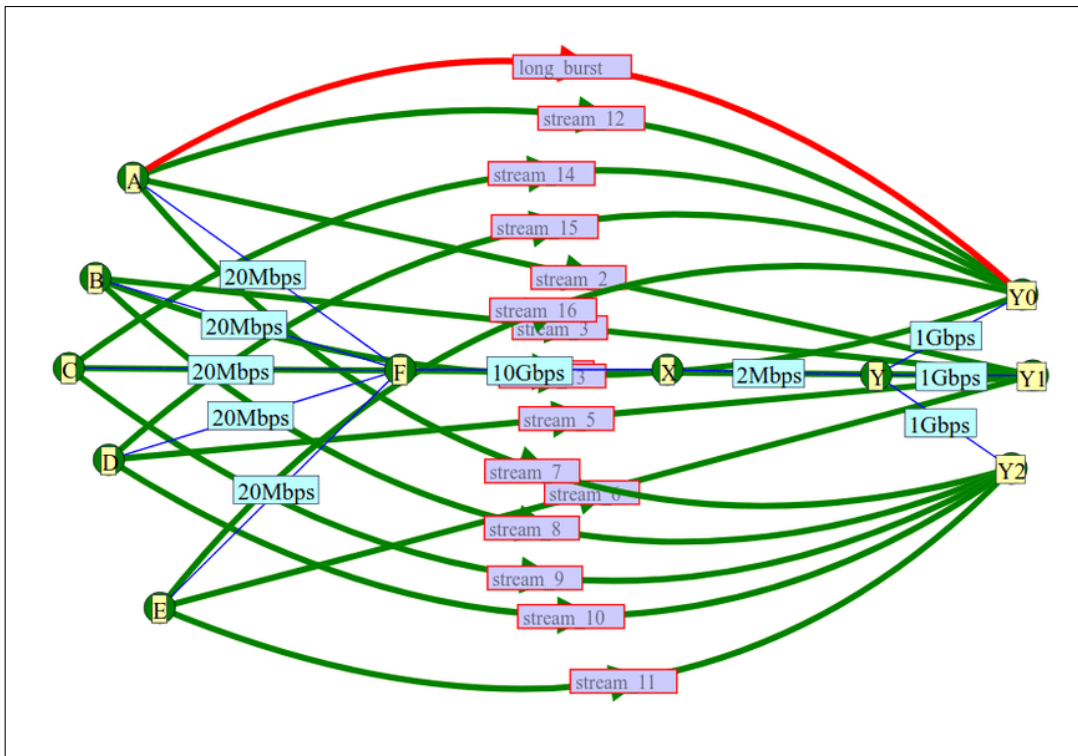 long_burst
stream_12
A
stream_14
stream_15
20Mbps
stream_2
B
Y0
stream_16
20Mbps
stream_3
1Gbps
C
20Mbps
F
10Gbps
3
X
2Mbps
Y
1Gbps
Y1
20Mbps
stream_5
1Gbps
D
stream_7
Y2
20Mbps
stream_6
stream_8
stream_9
E
stream_10
stream_11